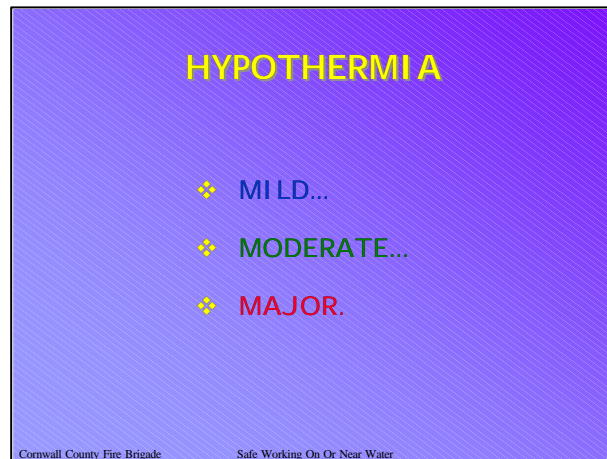 HYPOTHERMIA
❖ MILD...
❖ MODERATE...
❖ MAJOR.
Cornwall County Fire Brigade Safe Working On Or Near Water